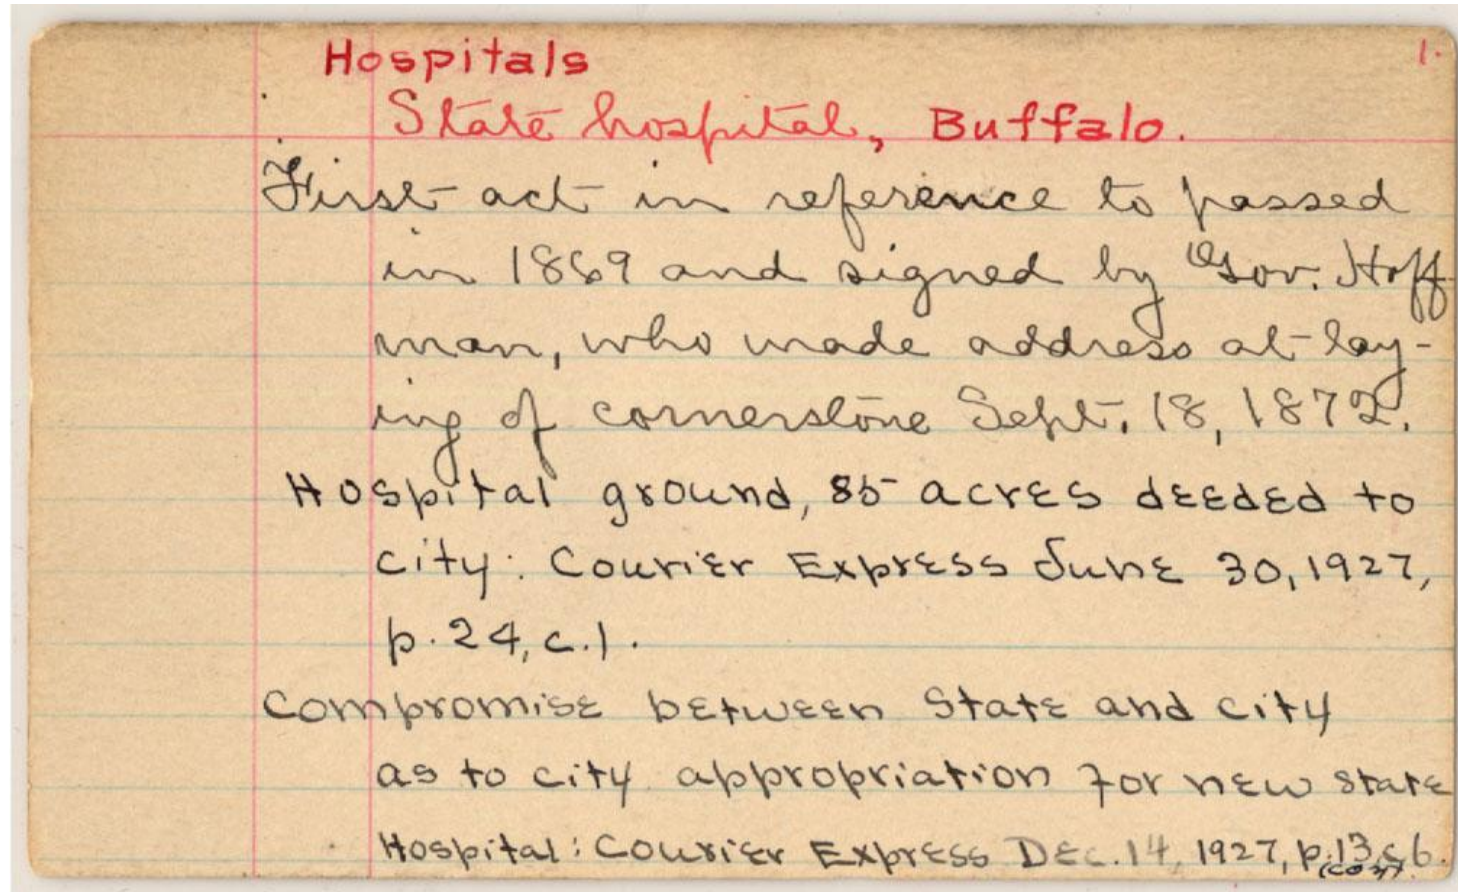 Hospitals 1.
State hospital, Buffalo.
First act in reference to passed
in 1869 and signed by Gov. Hoff
man, who made address at lay-
ing of cornerstone Sept. 18, 1872.
Hospital ground, 85 acres deeded to
city: Courier Express June 30, 1927,
p. 24, c. 1.
Compromise between State and city
as to city appropriation for new State
Hospital: Courier Express Dec. 14, 1927, p. 13, c. 6.
(cont)